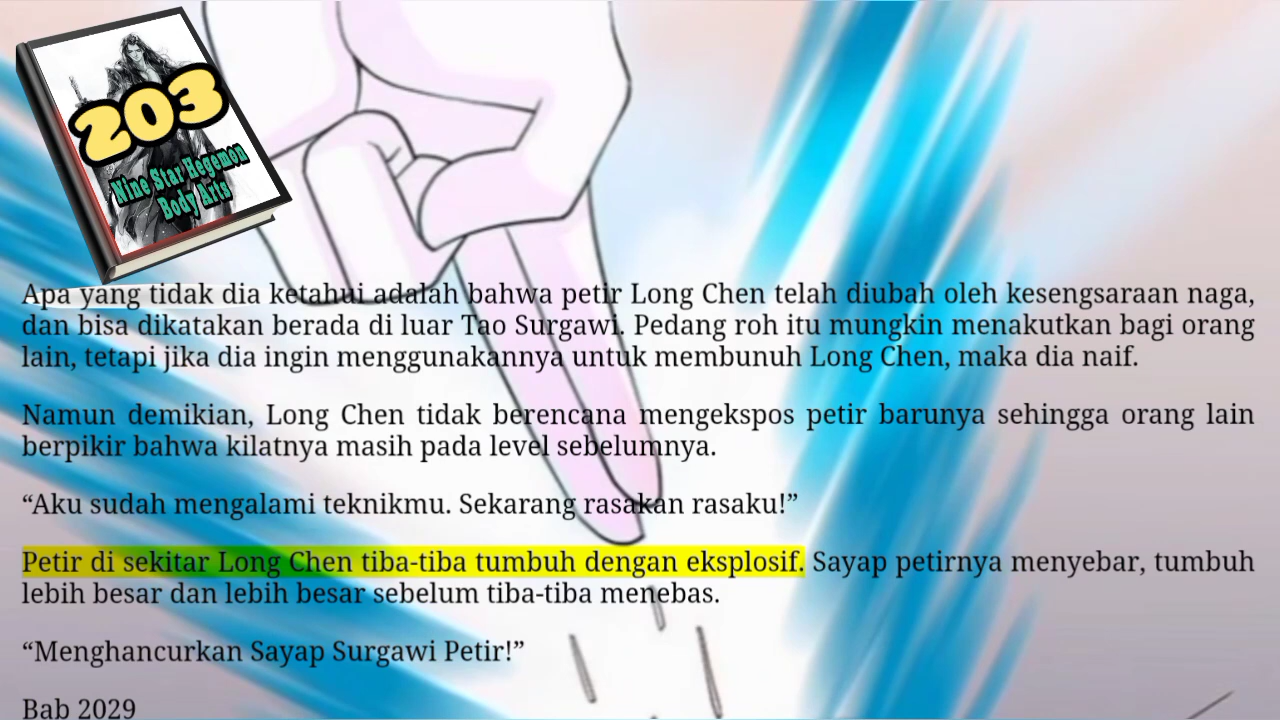 203
Nine Star Hegemon
Body Arts
Apa yang tidak dia ketahui adalah bahwa petir Long Chen telah diubah oleh kesengsaraan naga,
dan bisa dikatakan berada di luar Tao Surgawi. Pedang roh itu mungkin menakutkan bagi orang
lain, tetapi jika dia ingin menggunakannya untuk membunuh Long Chen, maka dia naif.
Namun demikian, Long Chen tidak berencana mengekspos petir barunya sehingga orang lain
berpikir bahwa kilatnya masih pada level sebelumnya.
“Aku sudah mengalami teknikmu. Sekarang rasakan rasaku!”
Petir di sekitar Long Chen tiba-tiba tumbuh dengan eksplosif. Sayap petirnya menyebar, tumbuh
lebih besar dan lebih besar sebelum tiba-tiba menebas.
“Menghancurkan Sayap Surgawi Petir!”
Bab 2029